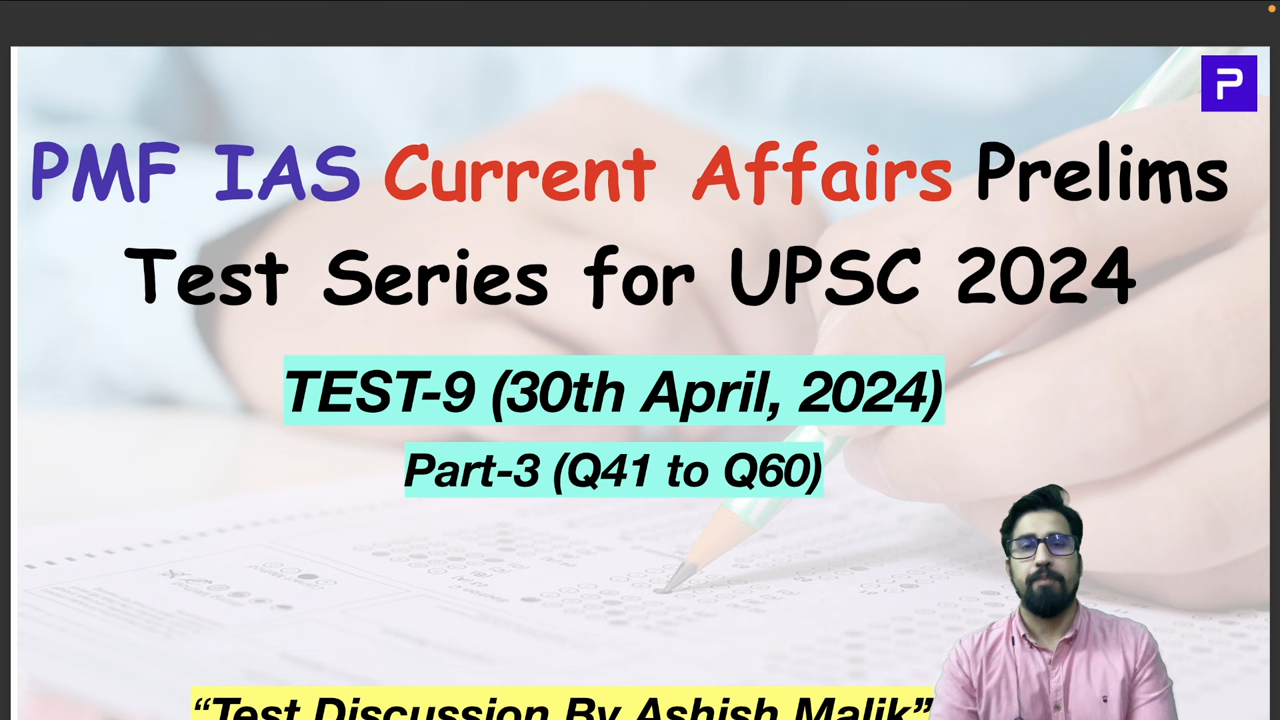 P
PMF IAS Current Affairs Prelims
Test Series for UPSC 2024
TEST-9 (30th April, 2024)
Part-3 (Q41 to Q60)
“Test Discussion By Ashish Malik”